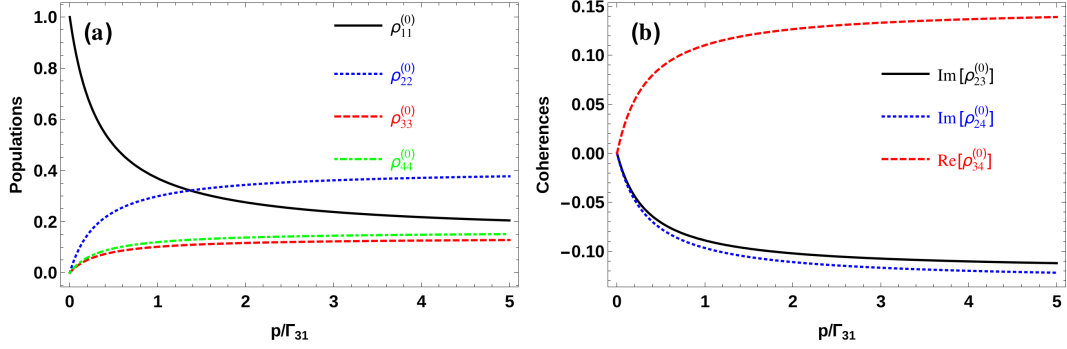 (a)
ρ₁₁⁽⁰⁾
ρ₂₂⁽⁰⁾
ρ₃₃⁽⁰⁾
ρ₄₄⁽⁰⁾
Populations
1.0
0.8
0.6
0.4
0.2
0.0
0 1 2 3 4 5
p/Γ₃₁
(b)
Im[ρ₂₃⁽⁰⁾]
Im[ρ₂₄⁽⁰⁾]
Re[ρ₃₄⁽⁰⁾]
Coherences
0.15
0.10
0.05
0.00
−0.05
−0.10
0 1 2 3 4 5
p/Γ₃₁